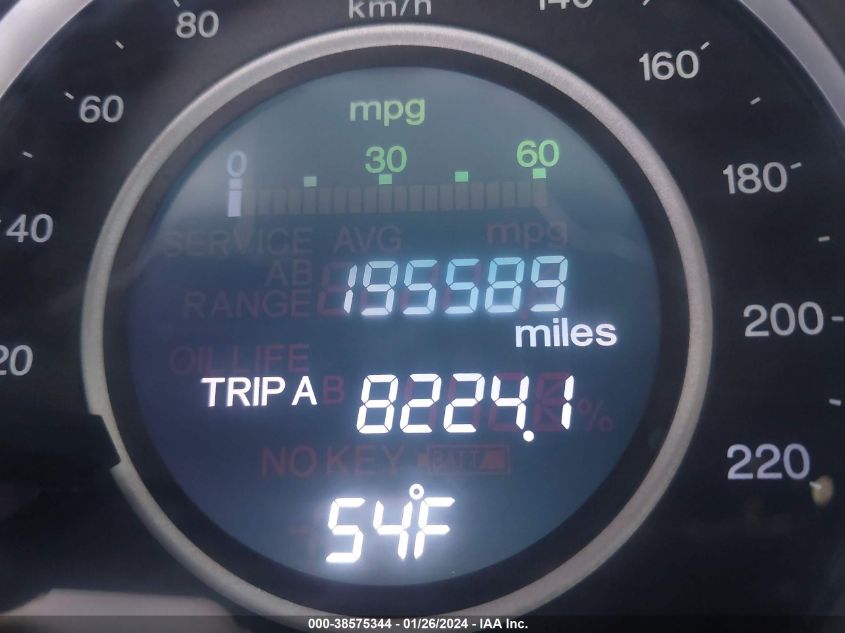 km/h
80
140
60
160
40
180
20
200
220
mpg
0 30 60
SERVICE AVG mpg
AB 195589
RANGE
miles
OIL LIFE
TRIP A B 8224.1 %
NO KEY BATT
54°F
000-38575344 - 01/26/2024 - IAA Inc.